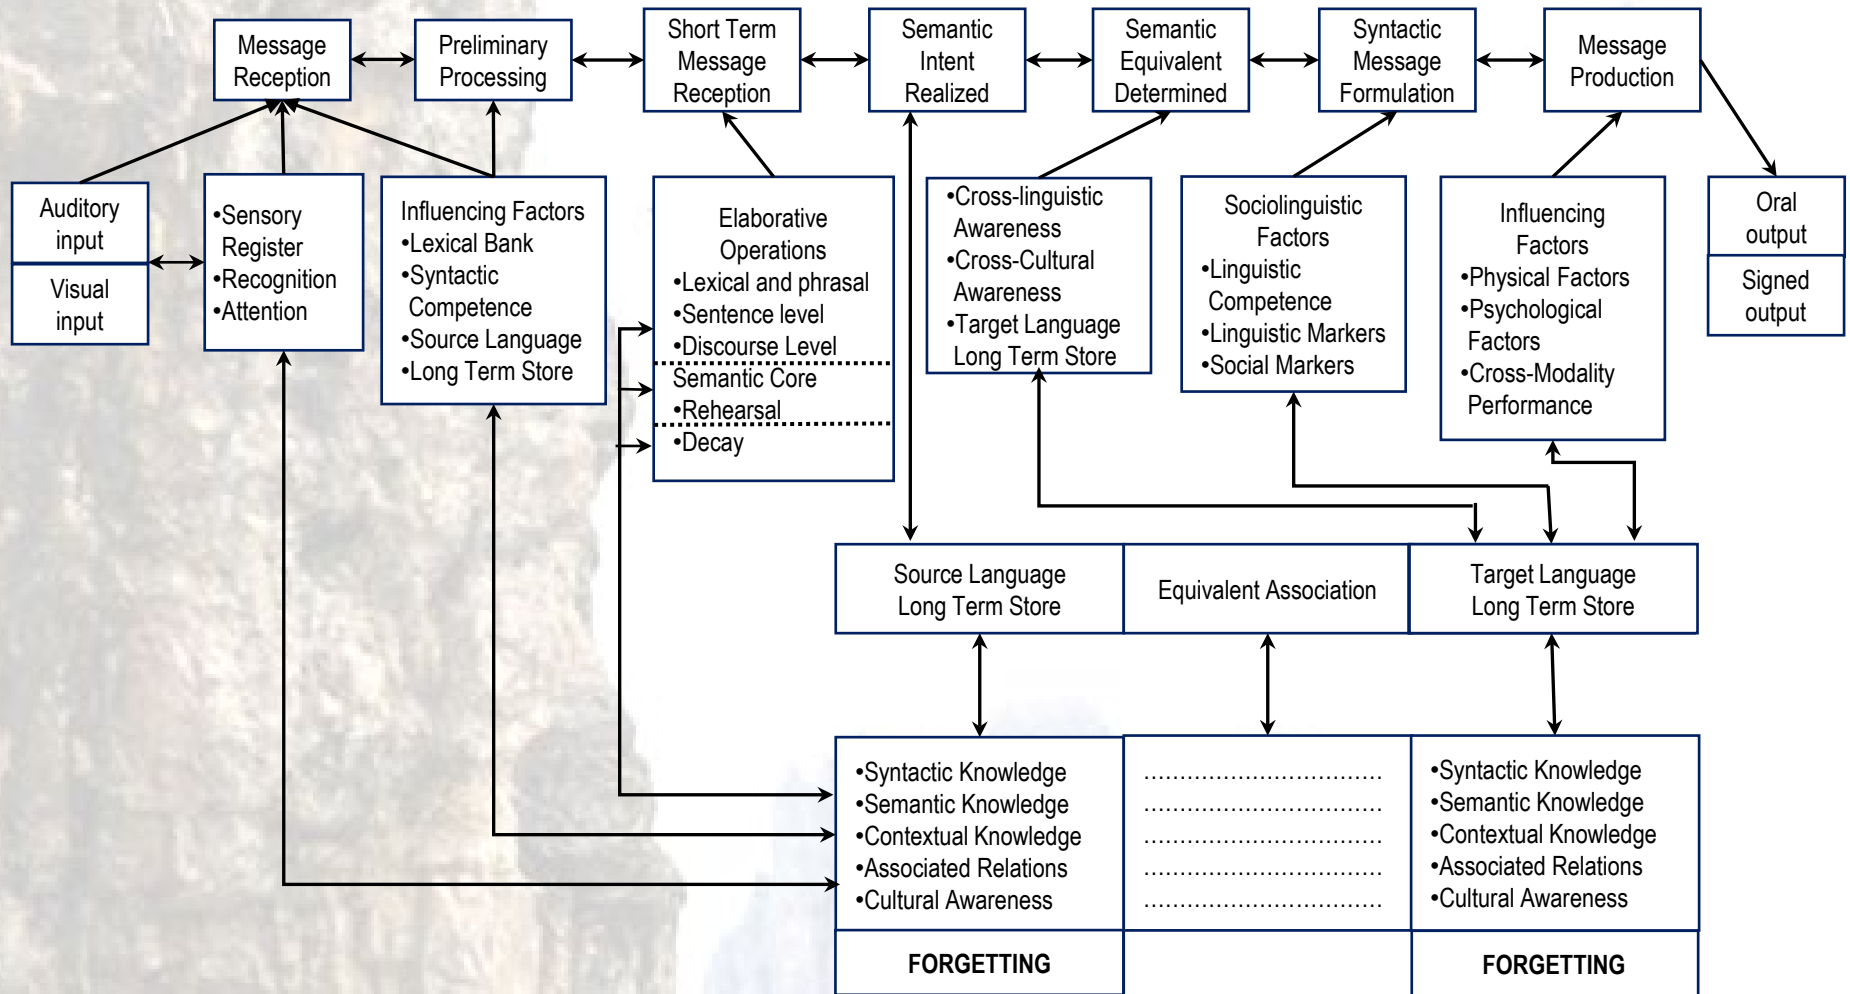 Message
Reception
Preliminary
Processing
Short Term
Message
Reception
Semantic
Intent
Realized
Semantic
Equivalent
Determined
Syntactic
Message
Formulation
Message
Production
Auditory
input
Visual
input
•Sensory
Register
•Recognition
•Attention
Influencing Factors
•Lexical Bank
•Syntactic
Competence
•Source Language
•Long Term Store
Elaborative
Operations
•Lexical and phrasal
•Sentence level
•Discourse Level
Semantic Core
•Rehearsal
•Decay
•Cross-linguistic
Awareness
•Cross-Cultural
Awareness
•Target Language
Long Term Store
Sociolinguistic
Factors
•Linguistic
Competence
•Linguistic Markers
•Social Markers
Influencing
Factors
•Physical Factors
•Psychological
Factors
•Cross-Modality
Performance
Oral
output
Signed
output
Source Language
Long Term Store
Equivalent Association
Target Language
Long Term Store
•Syntactic Knowledge
•Semantic Knowledge
•Contextual Knowledge
•Associated Relations
•Cultural Awareness
……………………………
……………………………
……………………………
……………………………
……………………………
•Syntactic Knowledge
•Semantic Knowledge
•Contextual Knowledge
•Associated Relations
•Cultural Awareness
FORGETTING
FORGETTING